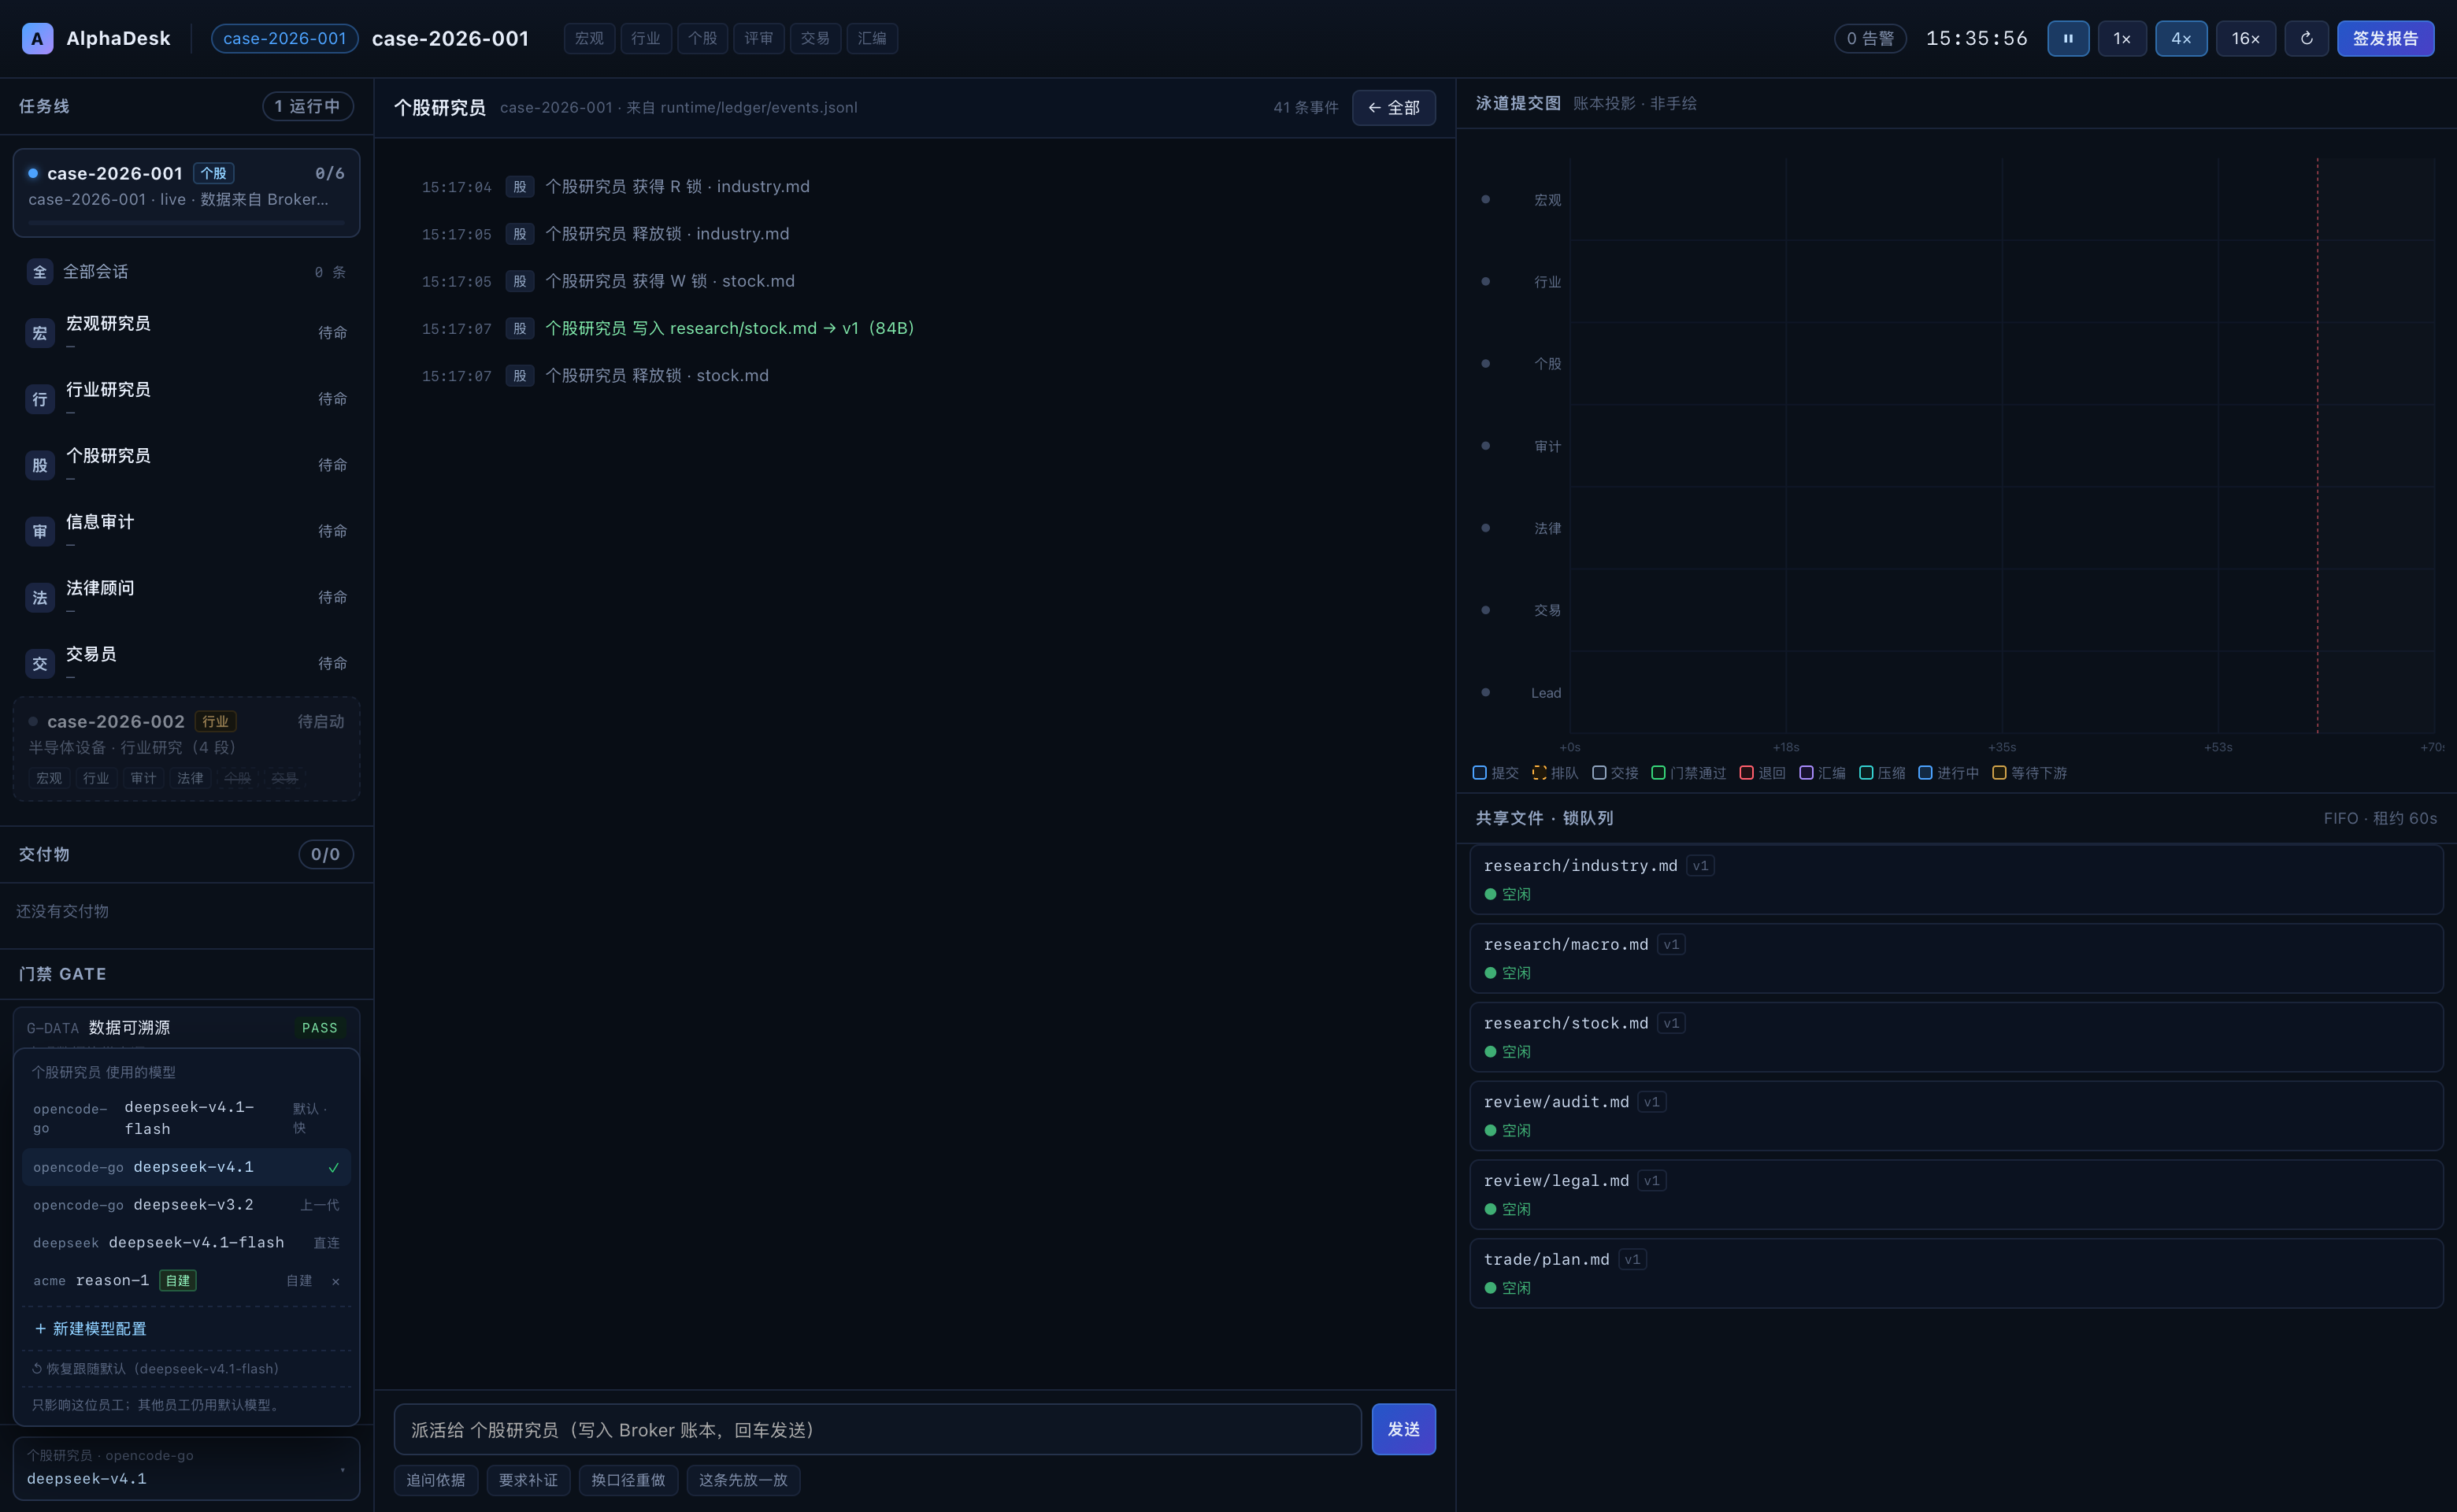 A AlphaDesk case-2026-001 case-2026-001 宏观 行业 个股 评审 交易 汇编 0 告警 15:35:56 1× 4× 16× ↻ 签发报告
任务线 1 运行中
case-2026-001 个股 0/6
case-2026-001 · live · 数据来自 Broker…
全 全部会话 0 条
宏 宏观研究员 待命
—
行 行业研究员 待命
—
股 个股研究员 待命
—
审 信息审计 待命
—
法 法律顾问 待命
—
交 交易员 待命
—
case-2026-002 行业 待启动
半导体设备 · 行业研究（4 段）
宏观 行业 审计 法律 个股 交易
交付物 0/0
还没有交付物
门禁 GATE
G-DATA 数据可溯源 PASS
个股研究员 使用的模型
opencode-go deepseek-v4.1-flash 默认 · 快
opencode-go deepseek-v4.1 ✓
opencode-go deepseek-v3.2 上一代
deepseek deepseek-v4.1-flash 直连
acme reason-1 自建 自建 ×
+ 新建模型配置
↺ 恢复跟随默认（deepseek-v4.1-flash）
只影响这位员工；其他员工仍用默认模型。
个股研究员 · opencode-go
deepseek-v4.1
个股研究员 case-2026-001 · 来自 runtime/ledger/events.jsonl 41 条事件 ← 全部
15:17:04 股 个股研究员 获得 R 锁 · industry.md
15:17:05 股 个股研究员 释放锁 · industry.md
15:17:05 股 个股研究员 获得 W 锁 · stock.md
15:17:07 股 个股研究员 写入 research/stock.md → v1（84B）
15:17:07 股 个股研究员 释放锁 · stock.md
派活给 个股研究员（写入 Broker 账本，回车发送） 发送
追问依据 要求补证 换口径重做 这条先放一放
泳道提交图 账本投影 · 非手绘
宏观
行业
个股
审计
法律
交易
Lead
+0s +18s +35s +53s +70s
提交 排队 交接 门禁通过 退回 汇编 压缩 进行中 等待下游
共享文件 · 锁队列 FIFO · 租约 60s
research/industry.md v1
空闲
research/macro.md v1
空闲
research/stock.md v1
空闲
review/audit.md v1
空闲
review/legal.md v1
空闲
trade/plan.md v1
空闲